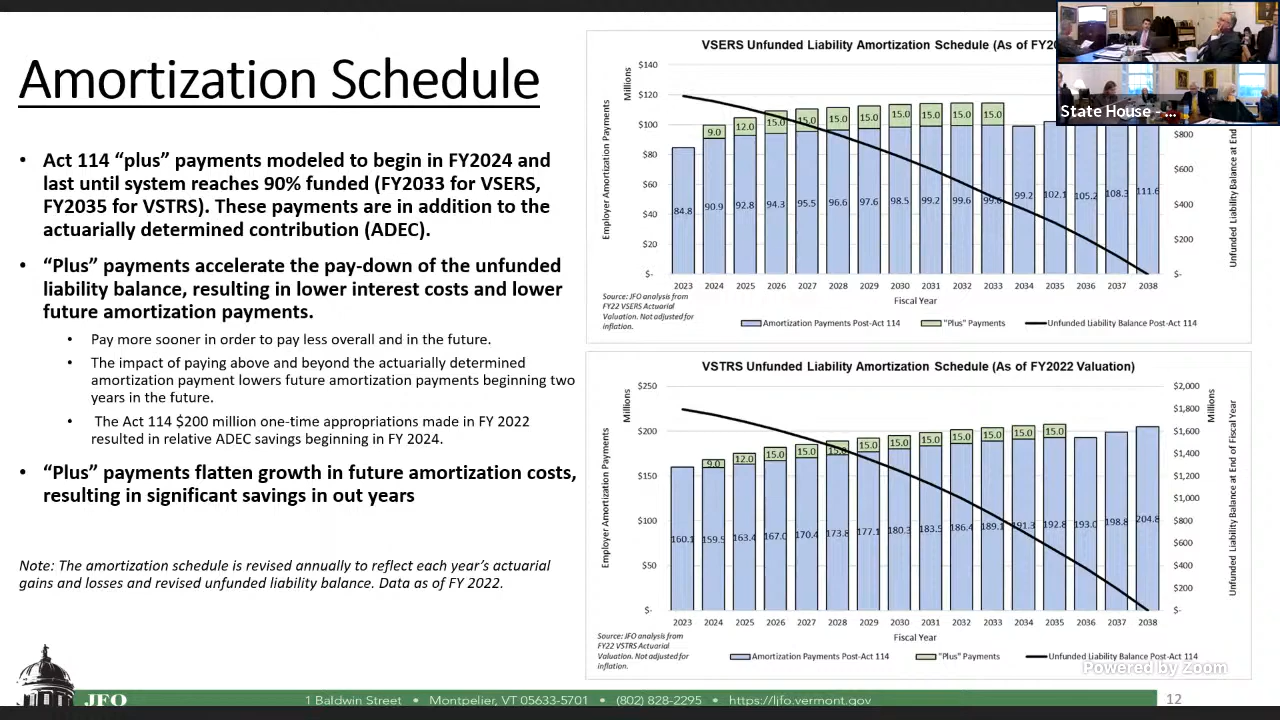 Amortization Schedule
• Act 114 “plus” payments modeled to begin in FY2024 and
last until system reaches 90% funded (FY2033 for VSERS,
FY2035 for VSTRS). These payments are in addition to the
actuarially determined contribution (ADEC).
• “Plus” payments accelerate the pay-down of the unfunded
liability balance, resulting in lower interest costs and lower
future amortization payments.
• Pay more sooner in order to pay less overall and in the future.
• The impact of paying above and beyond the actuarially determined
amortization payment lowers future amortization payments beginning two
years in the future.
• The Act 114 $200 million one-time appropriations made in FY 2022
resulted in relative ADEC savings beginning in FY 2024.
• “Plus” payments flatten growth in future amortization costs,
resulting in significant savings in out years
Note: The amortization schedule is revised annually to reflect each year’s actuarial
gains and losses and revised unfunded liability balance. Data as of FY 2022.
VSERS Unfunded Liability Amortization Schedule (As of
Employer Amortization Payments
Millions
$140
$120
$100
$80
$60
$40
$20
$-
9.0 12.0 15.0 15.0 15.0 15.0 15.0 15.0 15.0 15.0
84.8 90.9 92.8 94.3 95.5 96.6 97.6 98.5 99.2 99.6 99.6 99.2 102.1 105.2 108.3 111.6
$800
$600
$400
$200
$-
Unfunded Liability Balance at End
2023 2024 2025 2026 2027 2028 2029 2030 2031 2032 2033 2034 2035 2036 2037 2038
Fiscal Year
Source: JFO analysis from
FY22 VSERS Actuarial
Valuation. Not adjusted for
inflation.
Amortization Payments Post-Act 114 "Plus" Payments Unfunded Liability Balance Post-Act 114
State House - ...
VSTRS Unfunded Liability Amortization Schedule (As of FY2022 Valuation)
Employer Amortization Payments
Millions
$250
$200
$150
$100
$50
$-
9.0 12.0 15.0 15.0 15.0 15.0 15.0 15.0 15.0 15.0 15.0 15.0
160.1 159.5 163.4 167.0 170.4 173.8 177.1 180.3 183.5 186.4 189.1 191.3 192.8 193.0 198.8 204.8
$2,000
$1,800
$1,600
$1,400
$1,200
$1,000
$800
$600
$400
$200
$-
Millions
Unfunded Liability Balance at End of Fiscal Year
2023 2024 2025 2026 2027 2028 2029 2030 2031 2032 2033 2034 2035 2036 2037 2038
Fiscal Year
Source: JFO analysis from
FY22 VSTRS Actuarial
Valuation. Not adjusted for
inflation.
Amortization Payments Post-Act 114 "Plus" Payments Unfunded Liability Balance Post-Act 114
Powered by Zoom
JFO
1 Baldwin Street • Montpelier, VT 05633-5701 • (802) 828-2295 • https://ljfo.vermont.gov
12